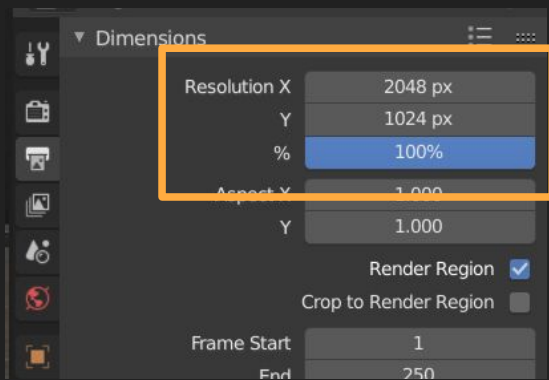 Dimensions
Resolution X 2048 px
Y 1024 px
% 100%
Aspect X 1.000
Y 1.000
Render Region
Crop to Render Region
Frame Start 1
End 250